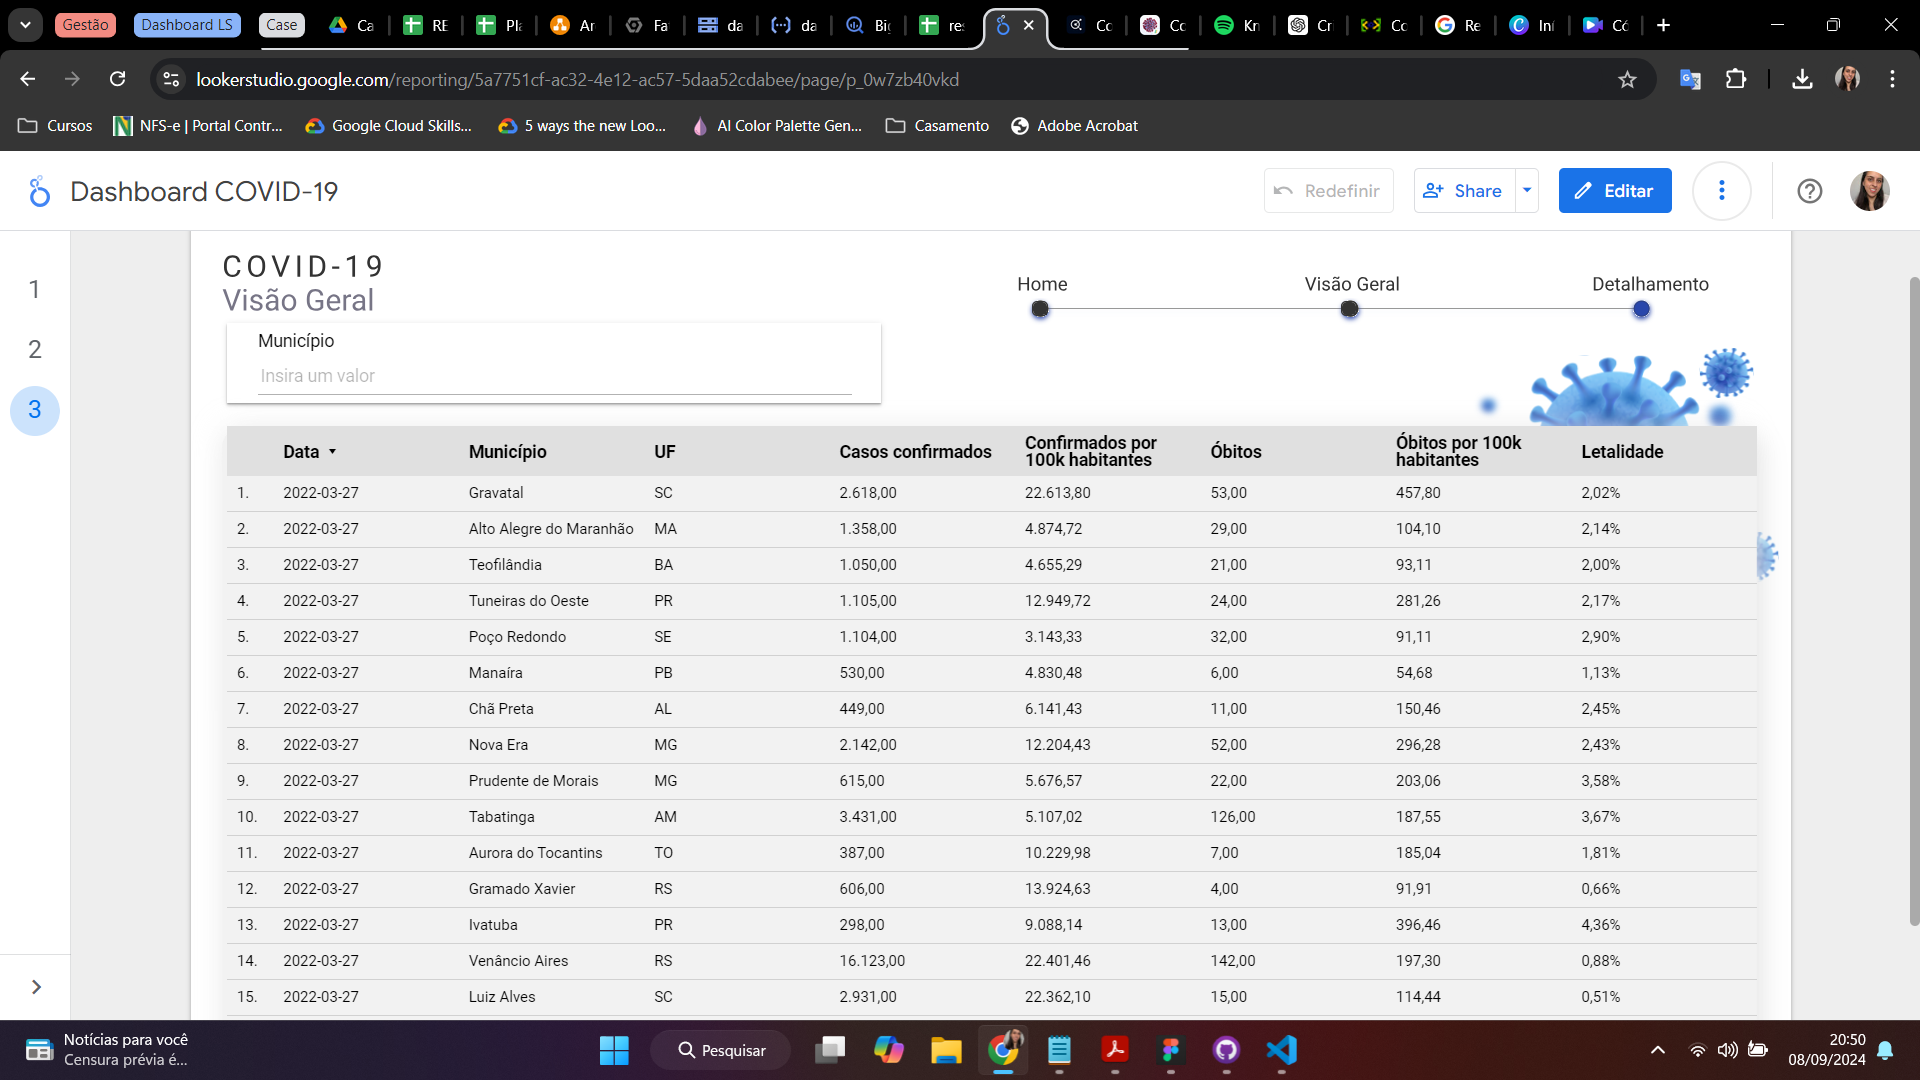 Gestão Dashboard LS Case Ca RE Pla Ar Fa da da Big re Co Co Kn Cri Co Re Iní Có
lookerstudio.google.com/reporting/5a7751cf-ac32-4e12-ac57-5daa52cdabee/page/p_0w7zb40vkd
Cursos NFS-e | Portal Contr... Google Cloud Skills... 5 ways the new Loo... AI Color Palette Gen... Casamento Adobe Acrobat
Dashboard COVID-19 Redefinir Share Editar
1
2
3
COVID-19
Visão Geral
Home Visão Geral Detalhamento
Município
Insira um valor
Data Município UF Casos confirmados Confirmados por 100k habitantes Óbitos Óbitos por 100k habitantes Letalidade
1. 2022-03-27 Gravatal SC 2.618,00 22.613,80 53,00 457,80 2,02%
2. 2022-03-27 Alto Alegre do Maranhão MA 1.358,00 4.874,72 29,00 104,10 2,14%
3. 2022-03-27 Teofilândia BA 1.050,00 4.655,29 21,00 93,11 2,00%
4. 2022-03-27 Tuneiras do Oeste PR 1.105,00 12.949,72 24,00 281,26 2,17%
5. 2022-03-27 Poço Redondo SE 1.104,00 3.143,33 32,00 91,11 2,90%
6. 2022-03-27 Manaíra PB 530,00 4.830,48 6,00 54,68 1,13%
7. 2022-03-27 Chã Preta AL 449,00 6.141,43 11,00 150,46 2,45%
8. 2022-03-27 Nova Era MG 2.142,00 12.204,43 52,00 296,28 2,43%
9. 2022-03-27 Prudente de Morais MG 615,00 5.676,57 22,00 203,06 3,58%
10. 2022-03-27 Tabatinga AM 3.431,00 5.107,02 126,00 187,55 3,67%
11. 2022-03-27 Aurora do Tocantins TO 387,00 10.229,98 7,00 185,04 1,81%
12. 2022-03-27 Gramado Xavier RS 606,00 13.924,63 4,00 91,91 0,66%
13. 2022-03-27 Ivatuba PR 298,00 9.088,14 13,00 396,46 4,36%
14. 2022-03-27 Venâncio Aires RS 16.123,00 22.401,46 142,00 197,30 0,88%
15. 2022-03-27 Luiz Alves SC 2.931,00 22.362,10 15,00 114,44 0,51%
Notícias para você
Censura prévia é...
Pesquisar
20:50
08/09/2024